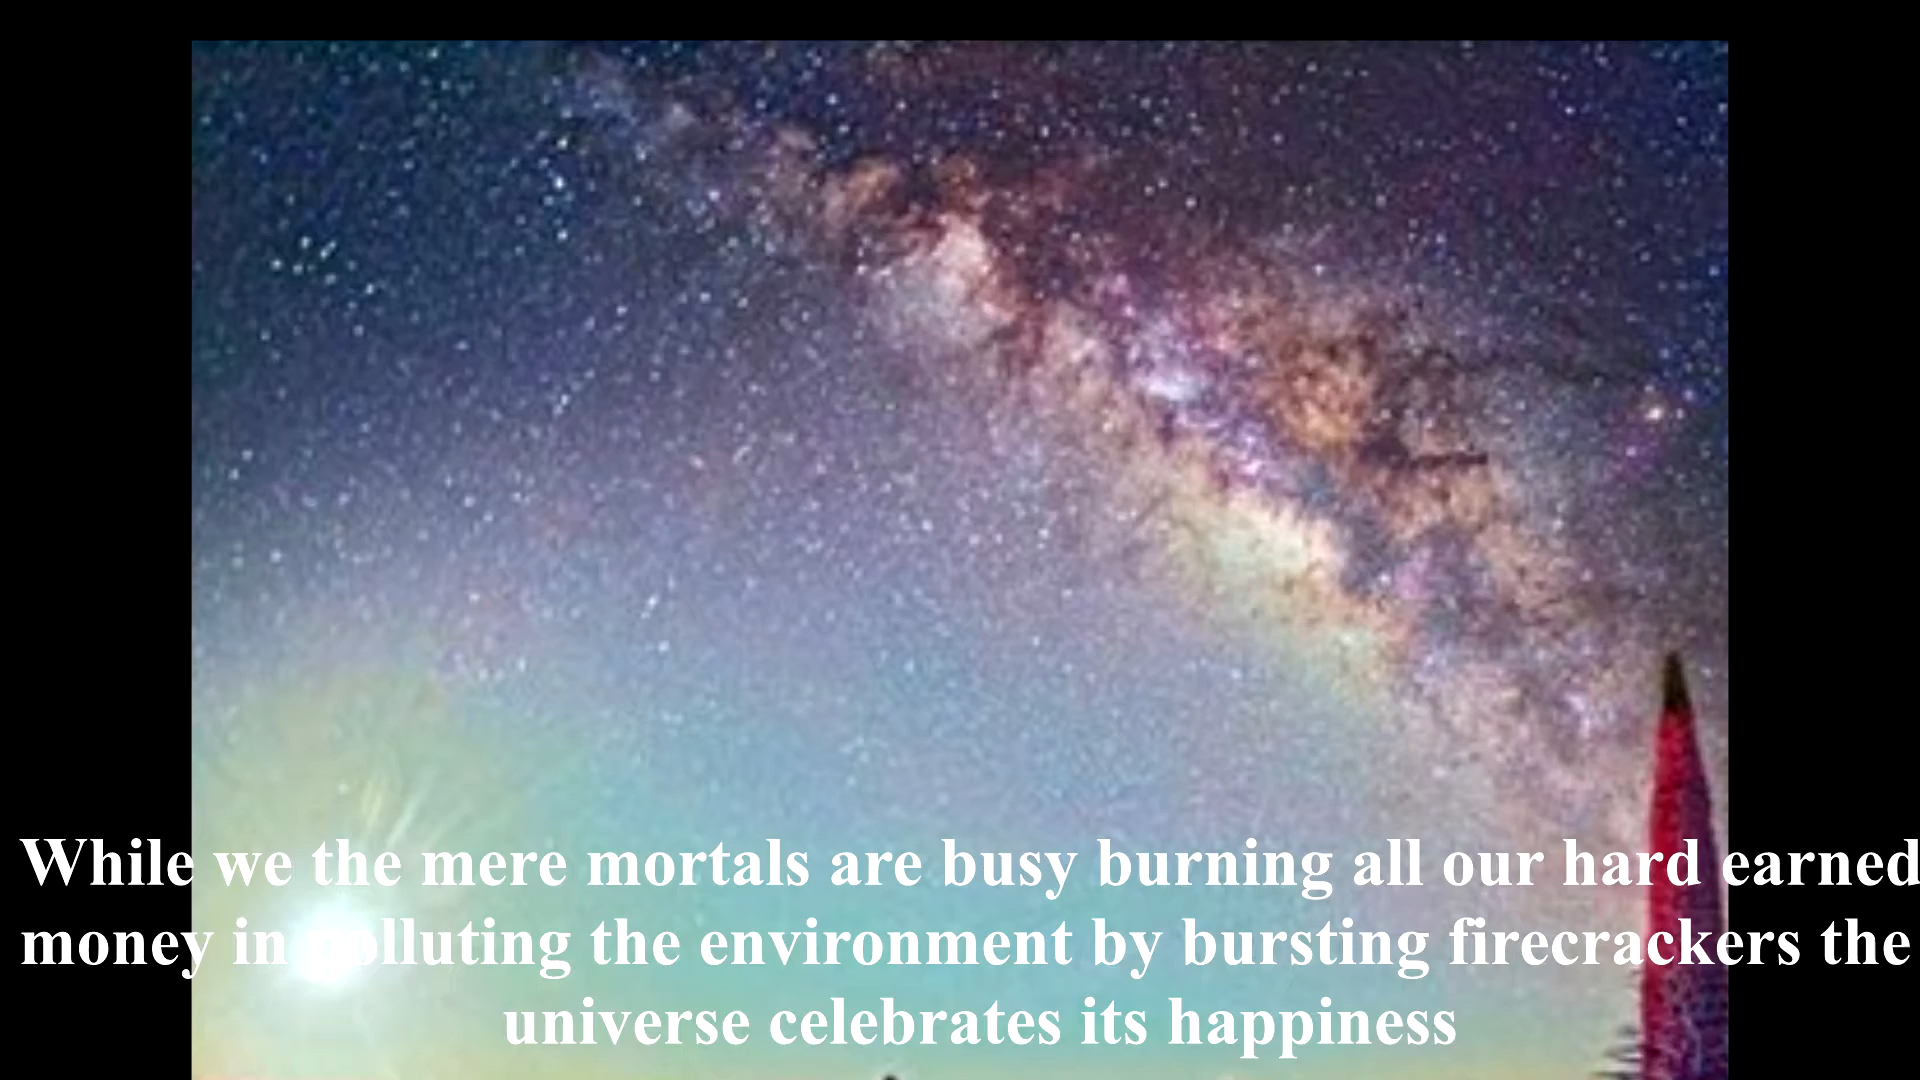 While we the mere mortals are busy burning all our hard earned
money in polluting the environment by bursting firecrackers the
universe celebrates its happiness